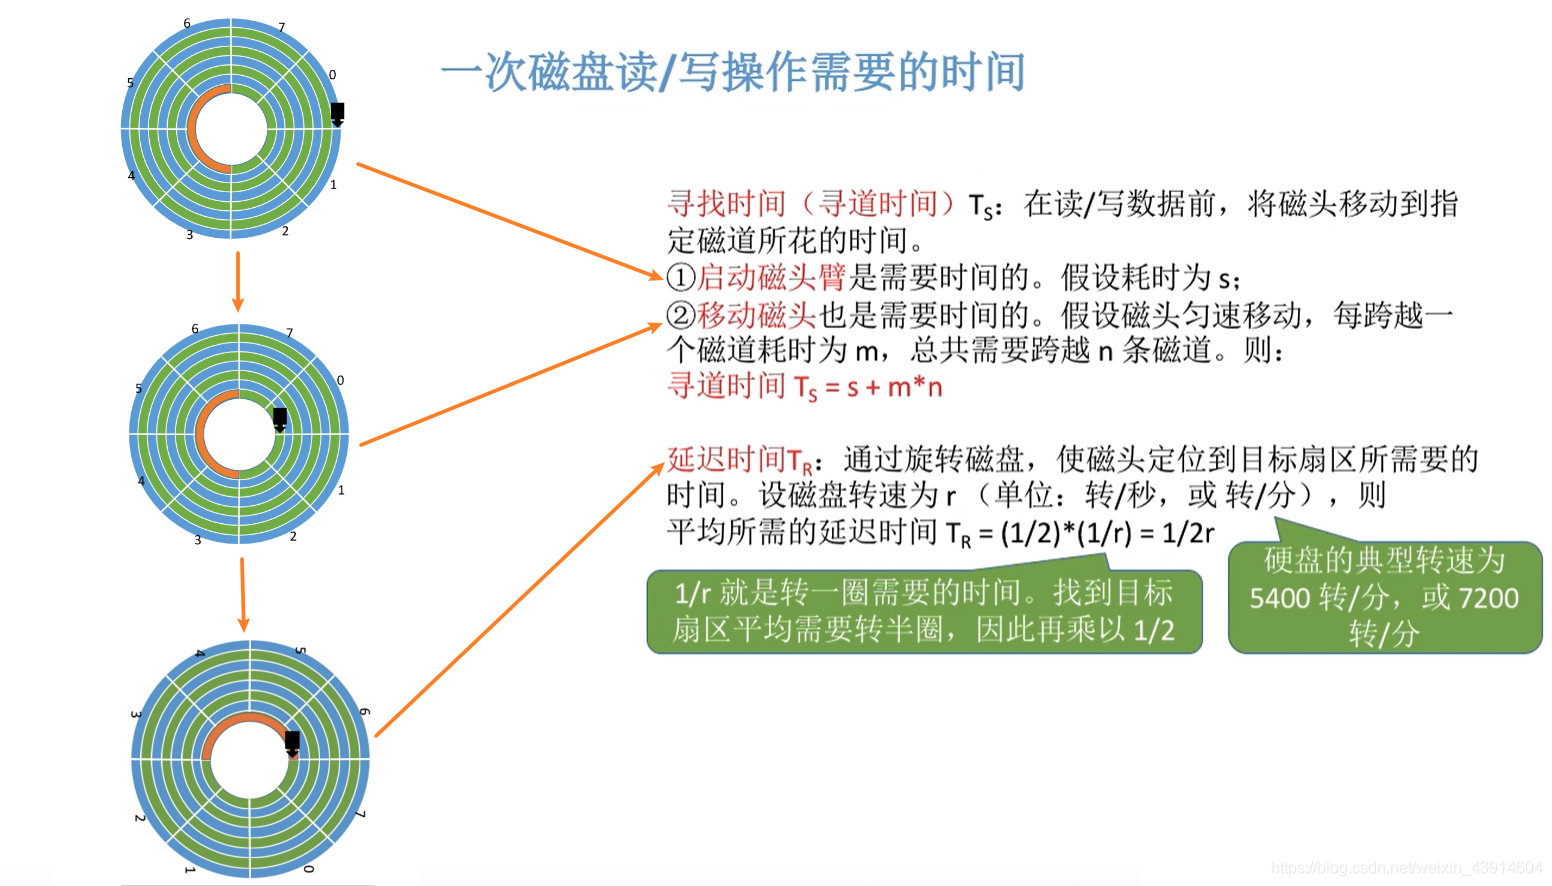 一次磁盘读/写操作需要的时间
6
7
5
0
4
1
3
2
寻找时间（寻道时间）TS：在读/写数据前，将磁头移动到指
定磁道所花的时间。
①启动磁头臂是需要时间的。假设耗时为 s；
②移动磁头也是需要时间的。假设磁头匀速移动，每跨越一
个磁道耗时为 m，总共需要跨越 n 条磁道。则：
寻道时间 TS = s + m*n
6
7
5
0
4
1
3
2
延迟时间TR：通过旋转磁盘，使磁头定位到目标扇区所需要的
时间。设磁盘转速为 r （单位：转/秒，或 转/分），则
平均所需的延迟时间 TR = (1/2)*(1/r) = 1/2r
1/r 就是转一圈需要的时间。找到目标
扇区平均需要转半圈，因此再乘以 1/2
硬盘的典型转速为
5400 转/分，或 7200
转/分
4
5
3
6
2
7
1
0
https://blog.csdn.net/weixin_43914604